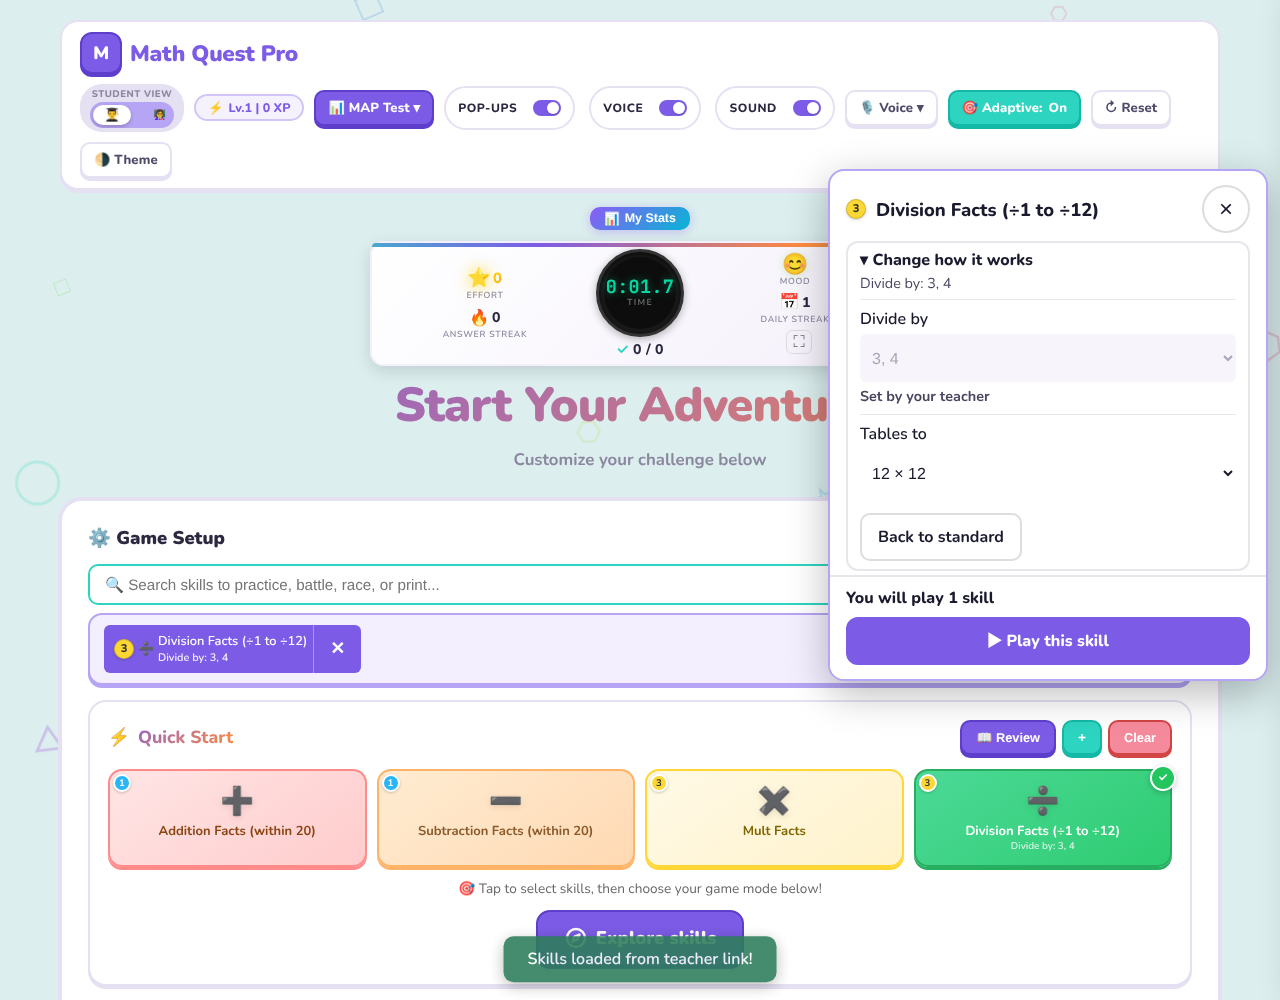 M Math Quest Pro
STUDENT VIEW
⚡ Lv.1 | 0 XP
📊 MAP Test ▾
POP-UPS
VOICE
SOUND
🎙️ Voice ▾
🎯 Adaptive: On
↻ Reset
🌗 Theme
📊 My Stats
⭐ 0
EFFORT
🔥 0
ANSWER STREAK
0:01.7
TIME
✓ 0 / 0
😊
MOOD
📅 1
DAILY STREAK
Start Your Adventu
Customize your challenge below
⚙️ Game Setup
🔍 Search skills to practice, battle, race, or print...
3 ➗ Division Facts (÷1 to ÷12)
Divide by: 3, 4
✕
⚡ Quick Start
📖 Review
+
Clear
1
Addition Facts (within 20)
1
Subtraction Facts (within 20)
3
Mult Facts
3
Division Facts (÷1 to ÷12)
Divide by: 3, 4
🎯 Tap to select skills, then choose your game mode below!
Explore skills
Skills loaded from teacher link!
3 Division Facts (÷1 to ÷12)
✕
▾ Change how it works
Divide by: 3, 4
Divide by
3, 4
Set by your teacher
Tables to
12 × 12
Back to standard
You will play 1 skill
▶ Play this skill